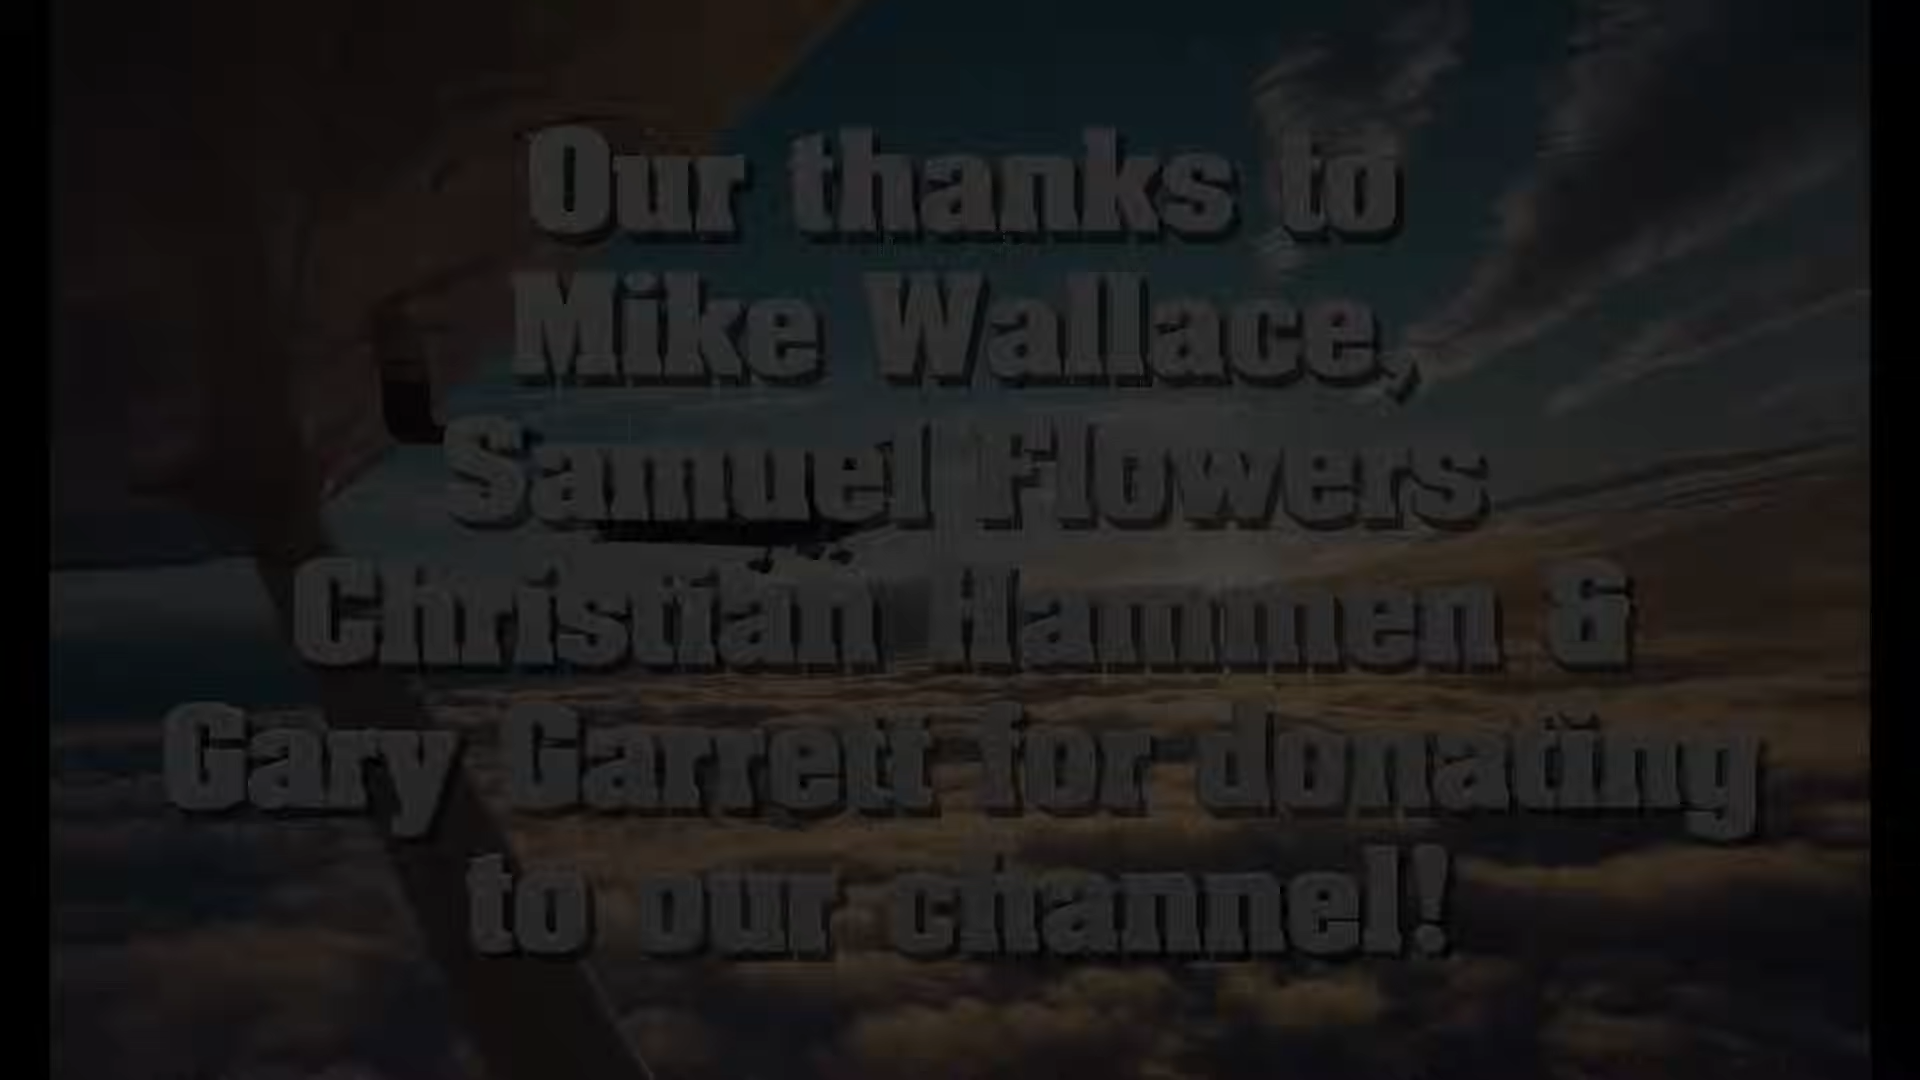 Our thanks to
Mike Wallace,
Samuel Flowers
Christian Hammen &
Gary Garrett for donating
to our channel!